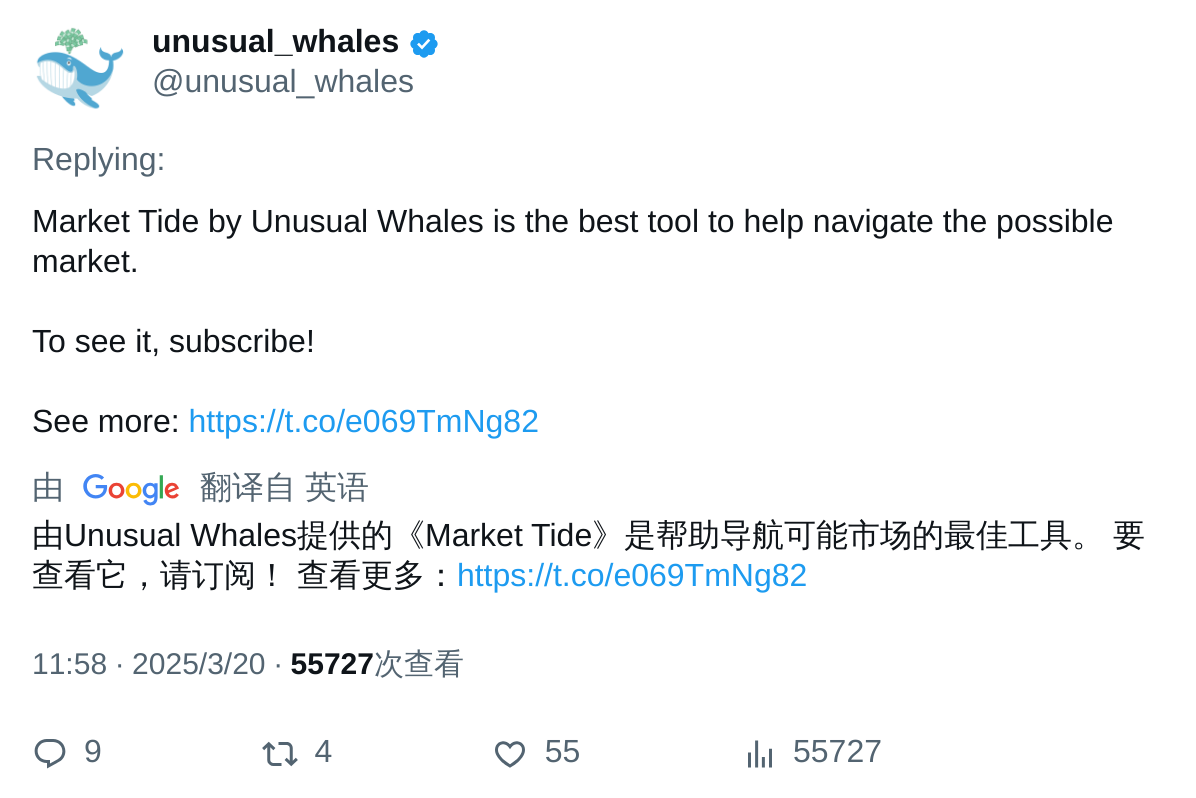 unusual_whales
@unusual_whales
Replying:
Market Tide by Unusual Whales is the best tool to help navigate the possible
market.
To see it, subscribe!
See more: https://t.co/e069TmNg82
由 Google 翻译自 英语
由Unusual Whales提供的《Market Tide》是帮助导航可能市场的最佳工具。 要
查看它，请订阅！ 查看更多：https://t.co/e069TmNg82
11:58 · 2025/3/20 · 55727次查看
9 4 55 55727